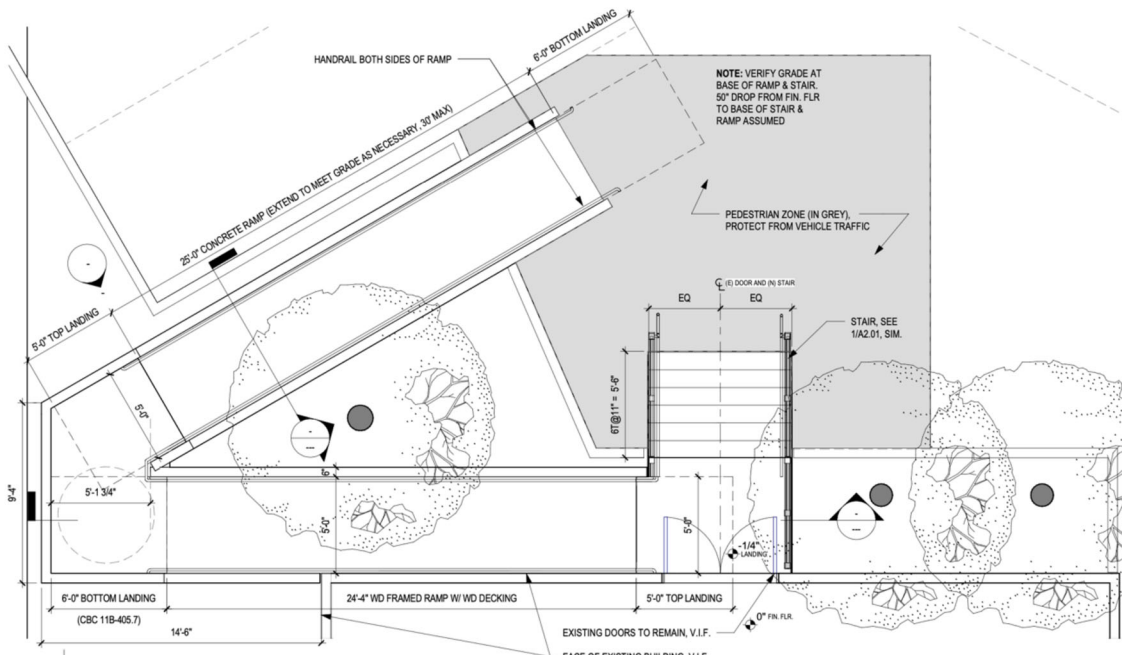 6'-0" BOTTOM LANDING
HANDRAIL BOTH SIDES OF RAMP
NOTE: VERIFY GRADE AT
BASE OF RAMP & STAIR.
50" DROP FROM FIN. FLR
TO BASE OF STAIR &
RAMP ASSUMED
25'-0" CONCRETE RAMP (EXTEND TO MEET GRADE AS NECESSARY, 30' MAX)
PEDESTRIAN ZONE (IN GREY),
PROTECT FROM VEHICLE TRAFFIC
5'-0" TOP LANDING
℄ (E) DOOR AND (N) STAIR
EQ
EQ
STAIR, SEE
1/A2.01, SIM.
6T@11" = 5'-6"
5'-0"
6"
9'-4"
5'-1 3/4"
5'-0"
5'-0"
-1/4"
LANDING
6'-0" BOTTOM LANDING
(CBC 11B-405.7)
24'-4" WD FRAMED RAMP W/ WD DECKING
5'-0" TOP LANDING
0" FIN. FLR.
14'-6"
EXISTING DOORS TO REMAIN, V.I.F.